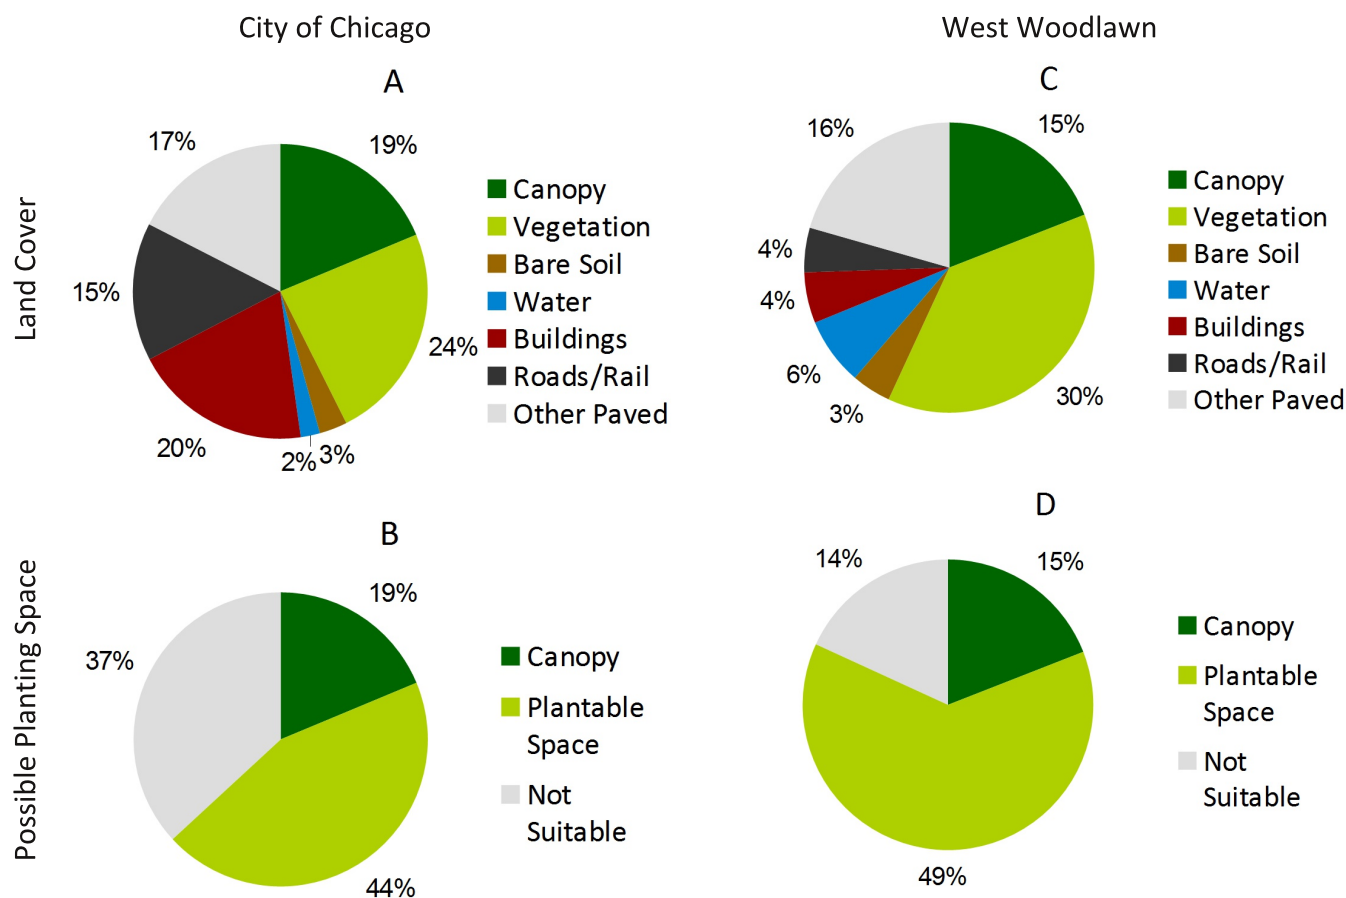 City of Chicago
West Woodlawn
Land Cover
A
17%
19%
15%
24%
20%
2%
3%
Canopy
Vegetation
Bare Soil
Water
Buildings
Roads/Rail
Other Paved
C
16%
15%
4%
4%
6%
3%
30%
Canopy
Vegetation
Bare Soil
Water
Buildings
Roads/Rail
Other Paved
Possible Planting Space
B
19%
37%
44%
Canopy
Plantable
Space
Not
Suitable
D
14%
15%
49%
Canopy
Plantable
Space
Not
Suitable